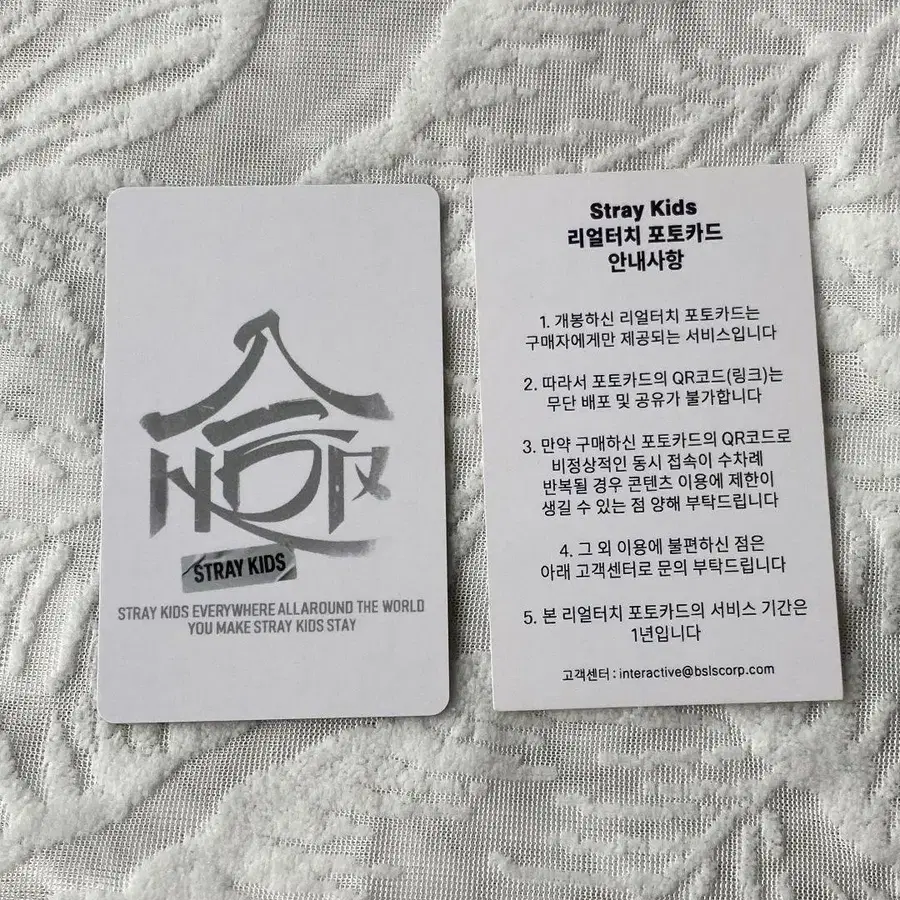 STRAY KIDS
STRAY KIDS EVERYWHERE ALL AROUND THE WORLD
YOU MAKE STRAY KIDS STAY
Stray Kids
리얼터치 포토카드
안내사항
1. 개봉하신 리얼터치 포토카드는
구매자에게만 제공되는 서비스입니다
2. 따라서 포토카드의 QR코드(링크)는
무단 배포 및 공유가 불가합니다
3. 만약 구매하신 포토카드의 QR코드로
비정상적인 동시 접속이 수차례
반복될 경우 콘텐츠 이용에 제한이
생길 수 있는 점 양해 부탁드립니다
4. 그 외 이용에 불편하신 점은
아래 고객센터로 문의 부탁드립니다
5. 본 리얼터치 포토카드의 서비스 기간은
1년입니다
고객센터 : interactive@bslscorp.com